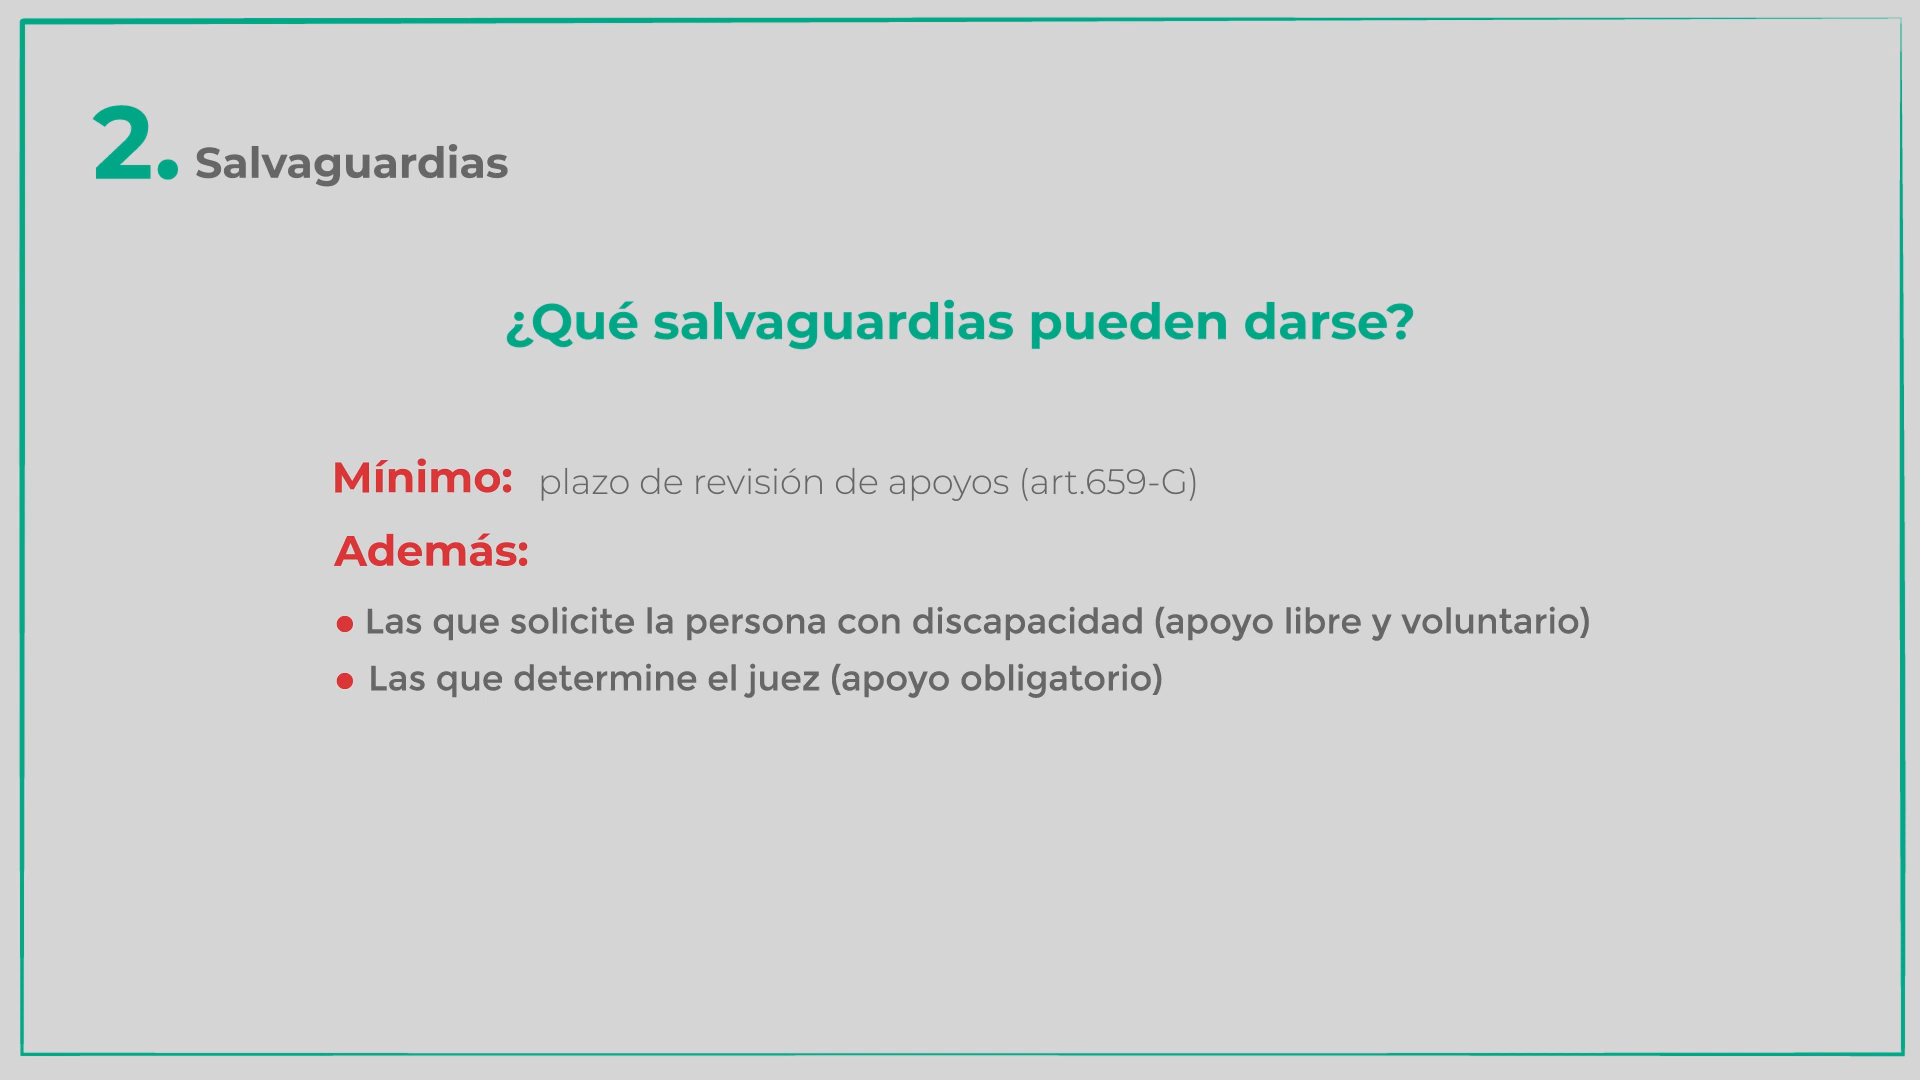 2. Salvaguardias
¿Qué salvaguardias pueden darse?
Mínimo: plazo de revisión de apoyos (art.659-G)
Además:
• Las que solicite la persona con discapacidad (apoyo libre y voluntario)
• Las que determine el juez (apoyo obligatorio)